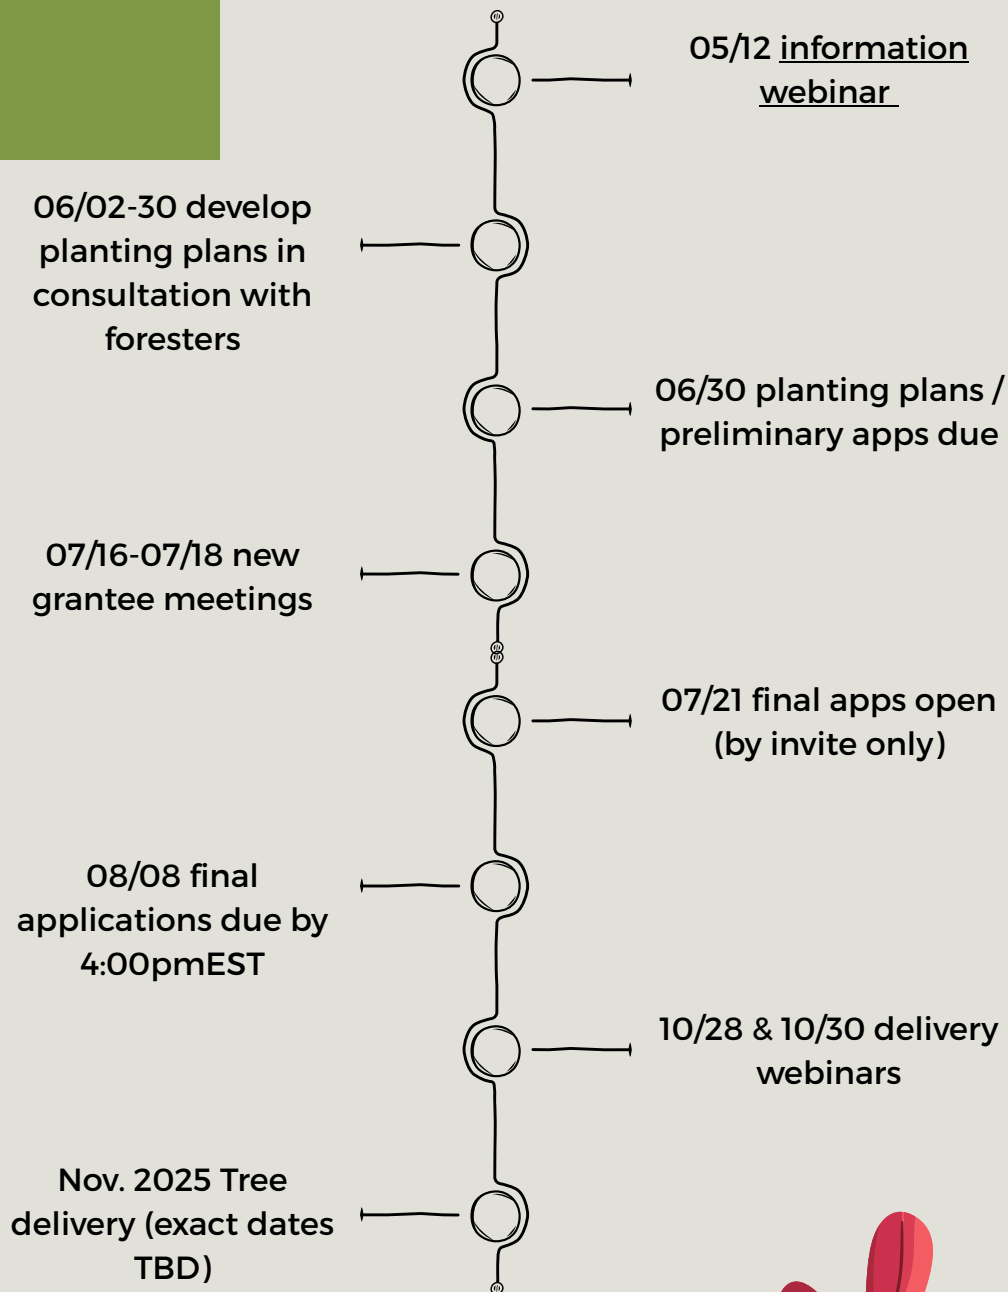 05/12 information
webinar
06/02-30 develop
planting plans in
consultation with
foresters
06/30 planting plans /
preliminary apps due
07/16-07/18 new
grantee meetings
07/21 final apps open
(by invite only)
08/08 final
applications due by
4:00pmEST
10/28 & 10/30 delivery
webinars
Nov. 2025 Tree
delivery (exact dates
TBD)